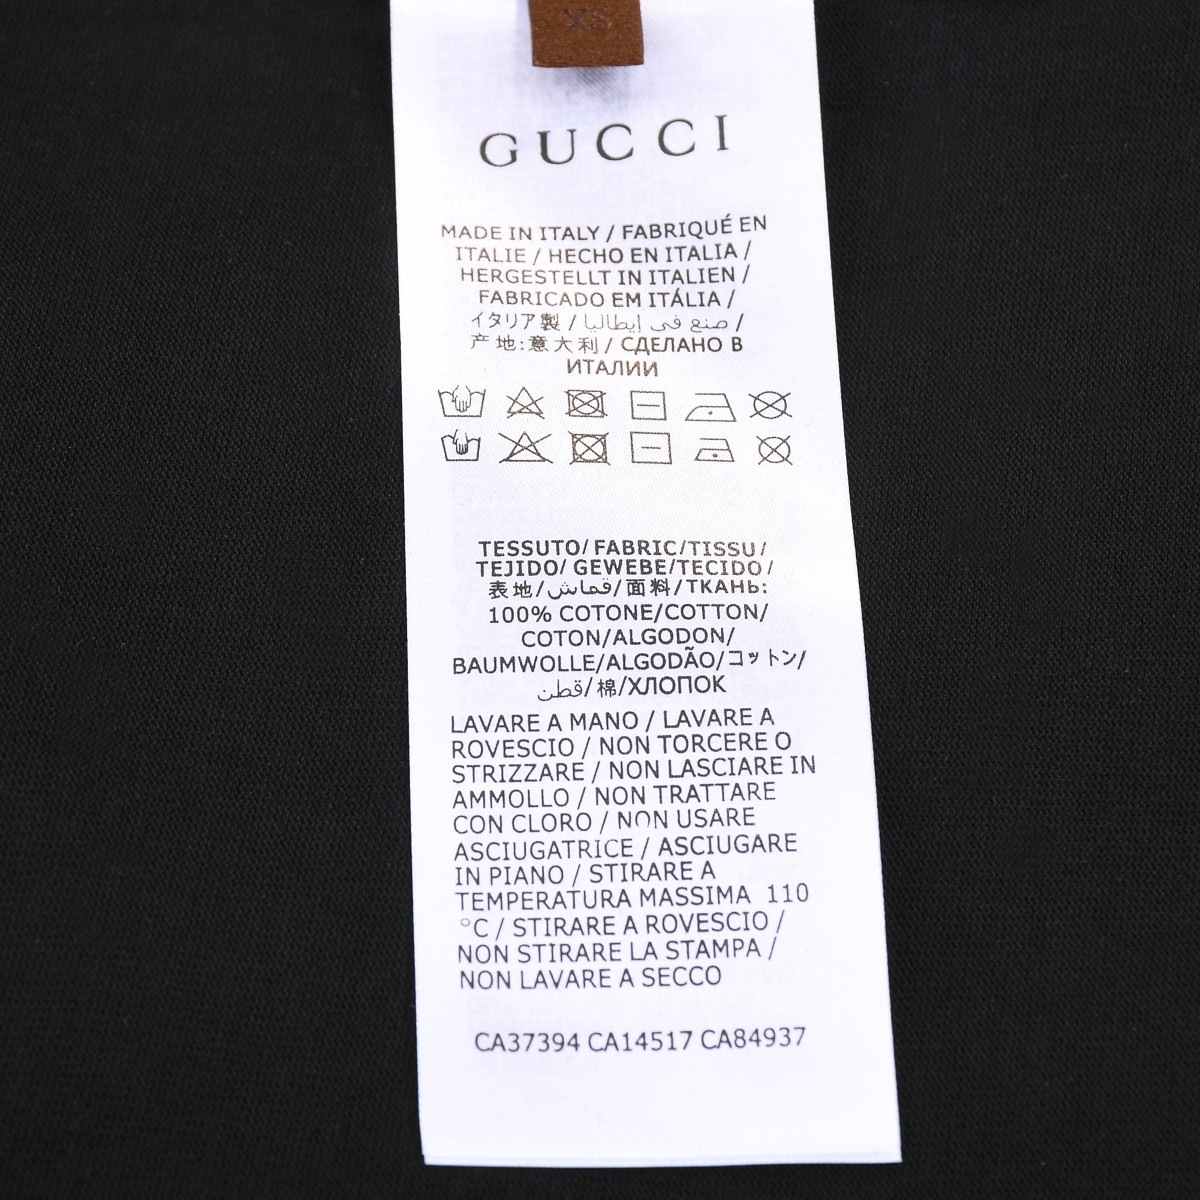 XS
GUCCI
MADE IN ITALY / FABRIQUÉ EN
ITALIE / HECHO EN ITALIA /
HERGESTELLT IN ITALIEN /
FABRICADO EM ITÁLIA /
イタリア製 / صنع في إيطاليا /
产地:意大利 / СДЕЛАНО В
ИТАЛИИ
TESSUTO/ FABRIC/TISSU/
TEJIDO/ GEWEBE/TECIDO/
表地/قماش/面料/ТКАНЬ:
100% COTONE/COTTON/
COTON/ALGODON/
BAUMWOLLE/ALGODÃO/コットン/
قطن/棉/ХЛОПОК
LAVARE A MANO / LAVARE A
ROVESCIO / NON TORCERE O
STRIZZARE / NON LASCIARE IN
AMMOLLO / NON TRATTARE
CON CLORO / NON USARE
ASCIUGATRICE / ASCIUGARE
IN PIANO / STIRARE A
TEMPERATURA MASSIMA 110
°C / STIRARE A ROVESCIO /
NON STIRARE LA STAMPA /
NON LAVARE A SECCO
CA37394 CA14517 CA84937